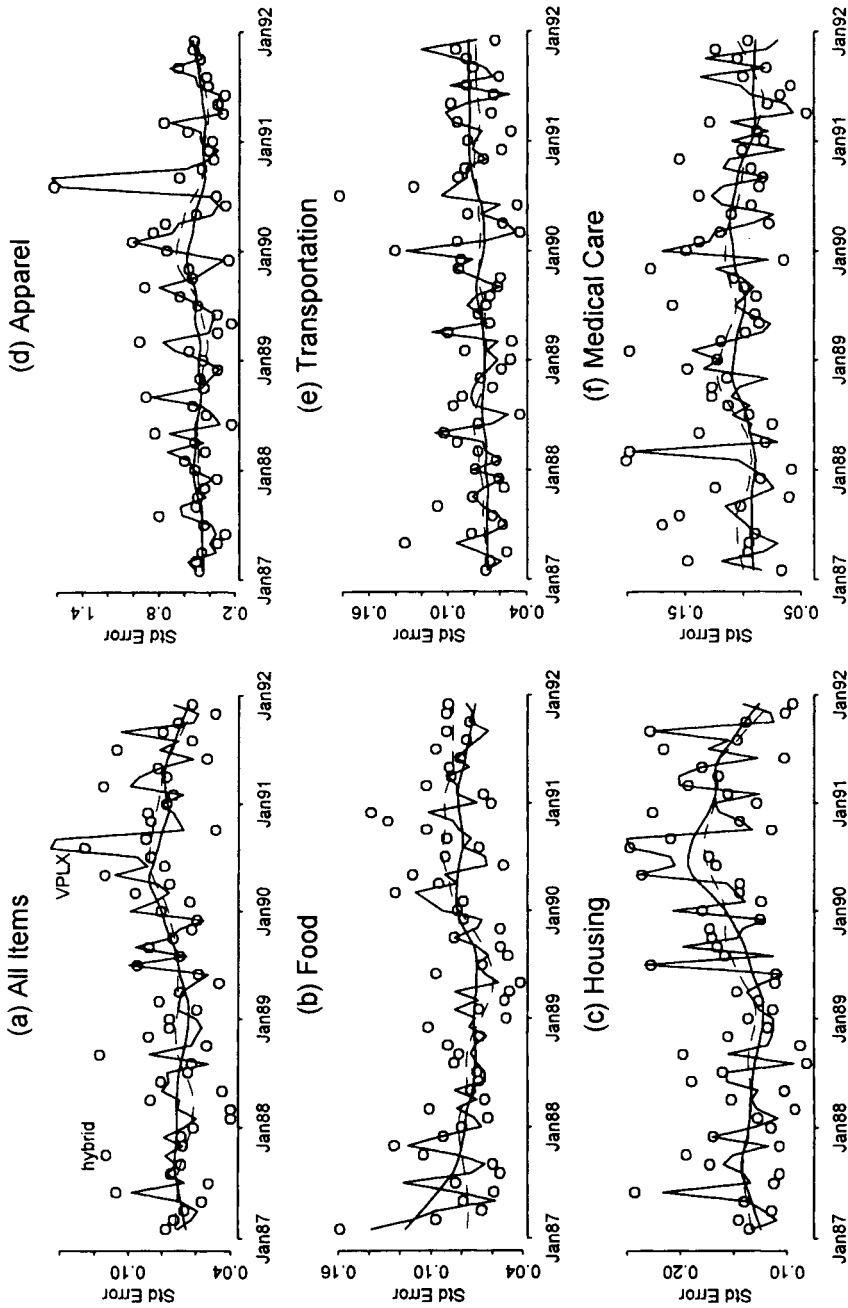 (a) All Items
VPLX
hybrid
Std Error
0.10
0.04
Jan87 Jan88 Jan89 Jan90 Jan91 Jan92
(b) Food
Std Error
0.16
0.10
0.04
Jan87 Jan88 Jan89 Jan90 Jan91 Jan92
(c) Housing
Std Error
0.20
0.10
Jan87 Jan88 Jan89 Jan90 Jan91 Jan92
(d) Apparel
Std Error
1.4
0.8
0.2
Jan87 Jan88 Jan89 Jan90 Jan91 Jan92
(e) Transportation
Std Error
0.16
0.10
0.04
Jan87 Jan88 Jan89 Jan90 Jan91 Jan92
(f) Medical Care
Std Error
0.15
0.05
Jan87 Jan88 Jan89 Jan90 Jan91 Jan92